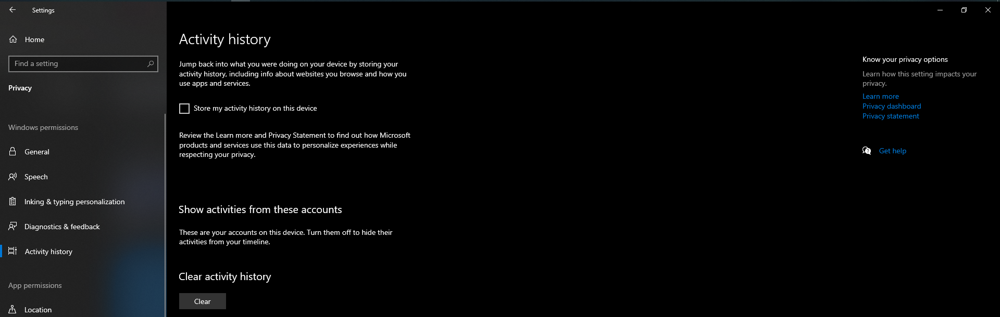 Settings
Home
Find a setting
Privacy
Windows permissions
General
Speech
Inking & typing personalization
Diagnostics & feedback
Activity history
App permissions
Location
Activity history
Jump back into what you were doing on your device by storing your
activity history, including info about websites you browse and how you
use apps and services.
Store my activity history on this device
Review the Learn more and Privacy Statement to find out how Microsoft
products and services use this data to personalize experiences while
respecting your privacy.
Show activities from these accounts
These are your accounts on this device. Turn them off to hide their
activities from your timeline.
Clear activity history
Clear
Know your privacy options
Learn how this setting impacts your
privacy.
Learn more
Privacy dashboard
Privacy statement
Get help